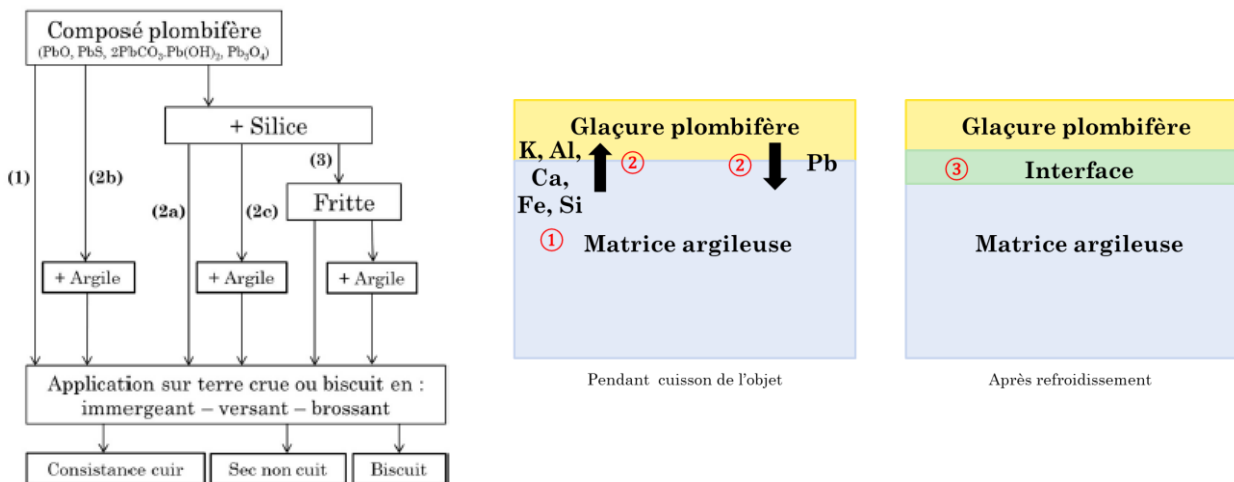 Composé plombifère
(PbO, PbS, 2PbCO₃.Pb(OH)₂, Pb₃O₄)
+ Silice
(1)
(2b)
(3)
(2a)
(2c)
Fritte
+ Argile
+ Argile
+ Argile
Application sur terre crue ou biscuit en :
immergeant – versant – brossant
Consistance cuir
Sec non cuit
Biscuit
Glaçure plombifère
K, Al,
Ca,
Fe, Si
②
②
Pb
①
Matrice argileuse
Pendant cuisson de l’objet
Glaçure plombifère
③
Interface
Matrice argileuse
Après refroidissement